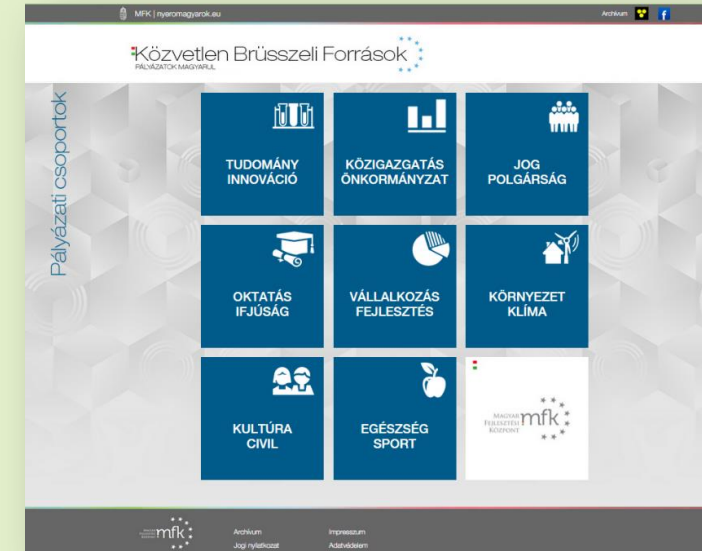 MFK | nyeromagyarok.eu
Archívum
Közvetlen Brüsszeli Források
PÁLYÁZATOK MAGYARUL
Pályázati csoportok
TUDOMÁNY
INNOVÁCIÓ
KÖZIGAZGATÁS
ÖNKORMÁNYZAT
JOG
POLGÁRSÁG
OKTATÁS
IFJÚSÁG
VÁLLALKOZÁS
FEJLESZTÉS
KÖRNYEZET
KLÍMA
KULTÚRA
CIVIL
EGÉSZSÉG
SPORT
MAGYAR
FEJLESZTÉSI
KÖZPONT
mfk
mfk
Archívum
Impresszum
Jogi nyilatkozat
Adatvédelem